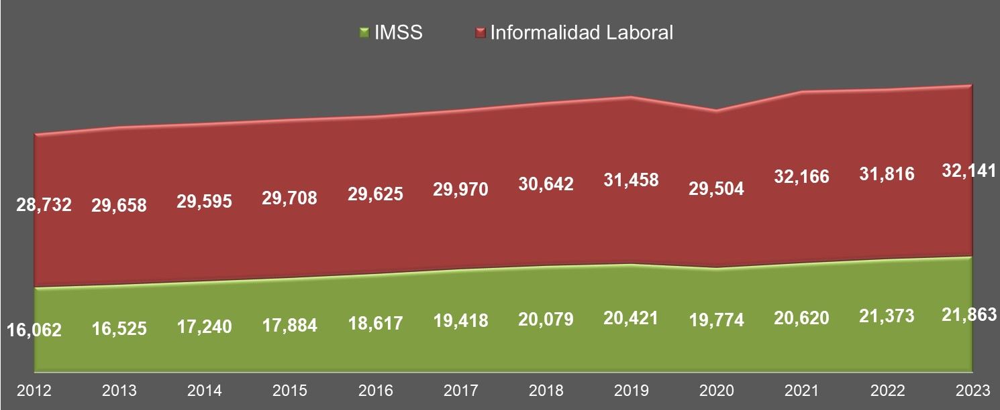 IMSS Informalidad Laboral
28,732 29,658 29,595 29,708 29,625 29,970 30,642 31,458 29,504 32,166 31,816 32,141
16,062 16,525 17,240 17,884 18,617 19,418 20,079 20,421 19,774 20,620 21,373 21,863
2012 2013 2014 2015 2016 2017 2018 2019 2020 2021 2022 2023